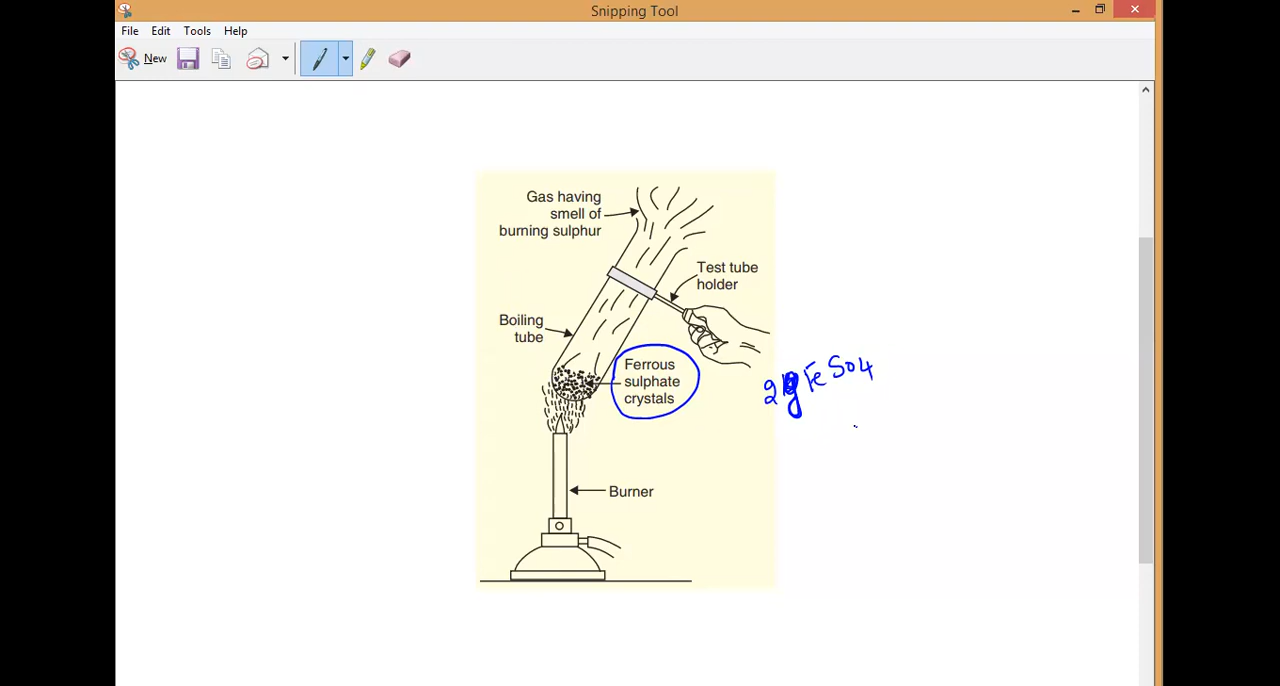 Snipping Tool
File Edit Tools Help
New
Gas having
smell of
burning sulphur
Test tube
holder
Boiling
tube
Ferrous
sulphate
crystals
2g FeSO4
Burner